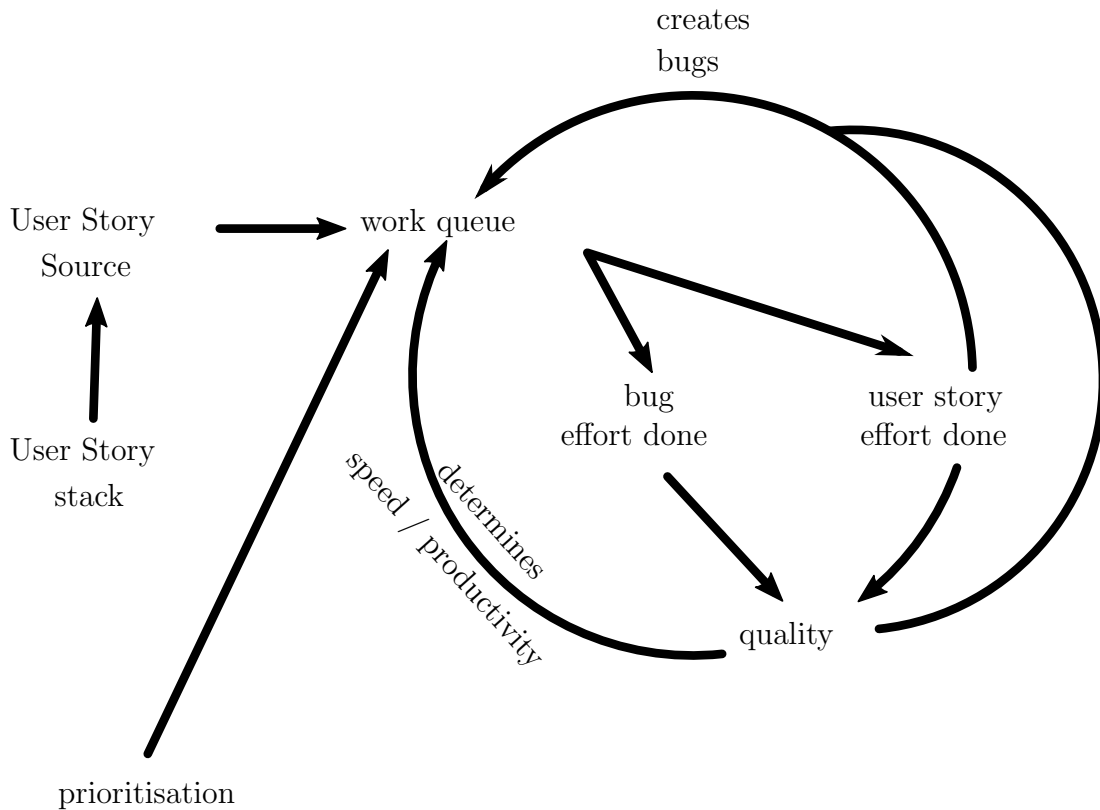 creates
bugs
User Story
Source
work queue
bug
effort done
user story
effort done
User Story
stack
determines
speed / productivity
quality
prioritisation